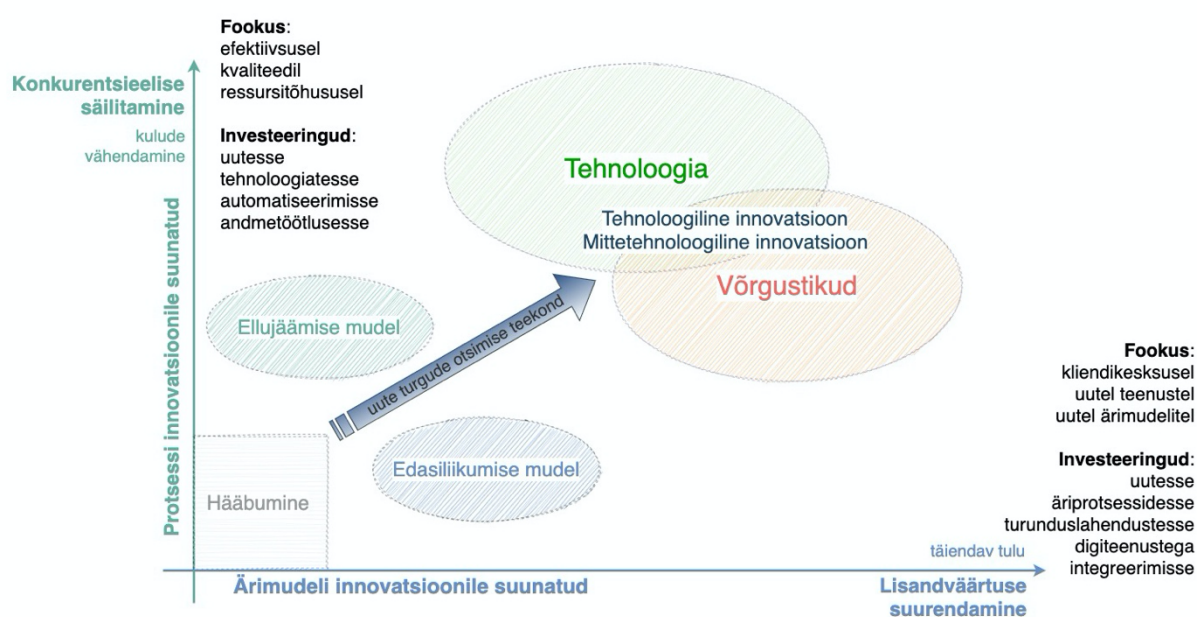 Fookus:
efektiivsusel
kvaliteedil
ressursitõhususel
Investeeringud:
uutesse
tehnoloogiatesse
automatiseerimisse
andmetöötlusesse
Konkurentsieelise
säilitamine
kulude
vähendamine
Protsessi innovatsioonile suunatud
Tehnoloogia
Tehnoloogiline innovatsioon
Mittetehnoloogiline innovatsioon
Võrgustikud
Ellujäämise mudel
uute turgude otsimise teekond
Edasiliikumise mudel
Hääbumine
Fookus:
kliendikesksusel
uutel teenustel
uutel ärimudelitel
Investeeringud:
uutesse
äriprotsessidesse
turunduslahendustesse
digiteenustega
integreerimisse
täiendav tulu
Ärimudeli innovatsioonile suunatud
Lisandväärtuse
suurendamine